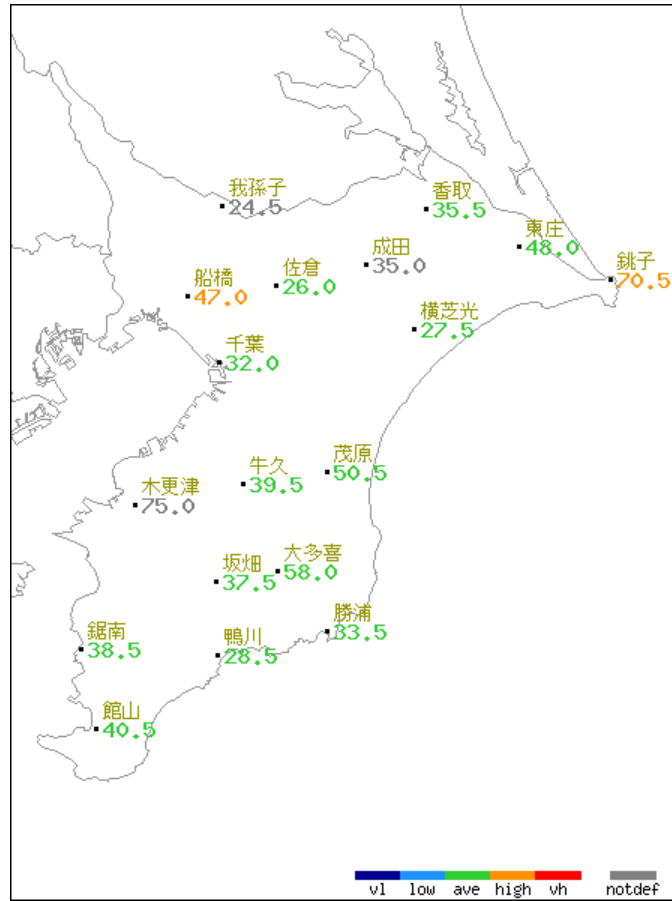 我孫子
24.5
香取
35.5
東庄
48.0
成田
35.0
銚子
70.5
佐倉
26.0
船橋
47.0
横芝光
27.5
千葉
32.0
茂原
50.5
牛久
39.5
木更津
75.0
大多喜
58.0
坂畑
37.5
勝浦
33.5
鋸南
38.5
鴨川
28.5
館山
40.5
vl low ave high vh notdef